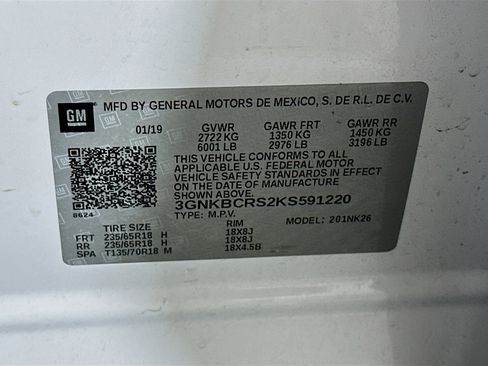 GM
MFD BY GENERAL MOTORS DE MEXICO, S. DE R.L. DE C.V.
01/19 GVWR GAWR FRT GAWR RR
2722 KG 1350 KG 1450 KG
6001 LB 2976 LB 3196 LB
THIS VEHICLE CONFORMS TO ALL
APPLICABLE U.S. FEDERAL MOTOR
VEHICLE SAFETY STANDARDS IN EFFECT
ON THE DATE OF MANUFACTURE
SHOWN ABOVE.
3GNKBCRS2KS591220
8624 TYPE: M.P.V. MODEL: 201NK26
TIRE SIZE RIM
FRT 235/65R18 H 18X8J
RR 235/65R18 H 18X8J
SPA T135/70R18 M 18X4.5B